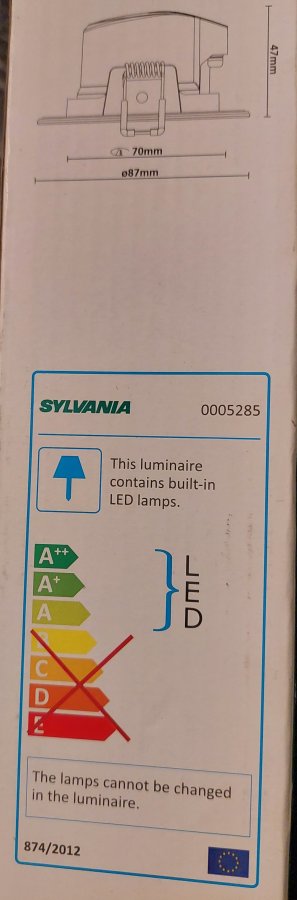 47mm
70mm
ø87mm
SYLVANIA 0005285
This luminaire
contains built-in
LED lamps.
A++
A+
A
B
C
D
E
LED
The lamps cannot be changed
in the luminaire.
874/2012